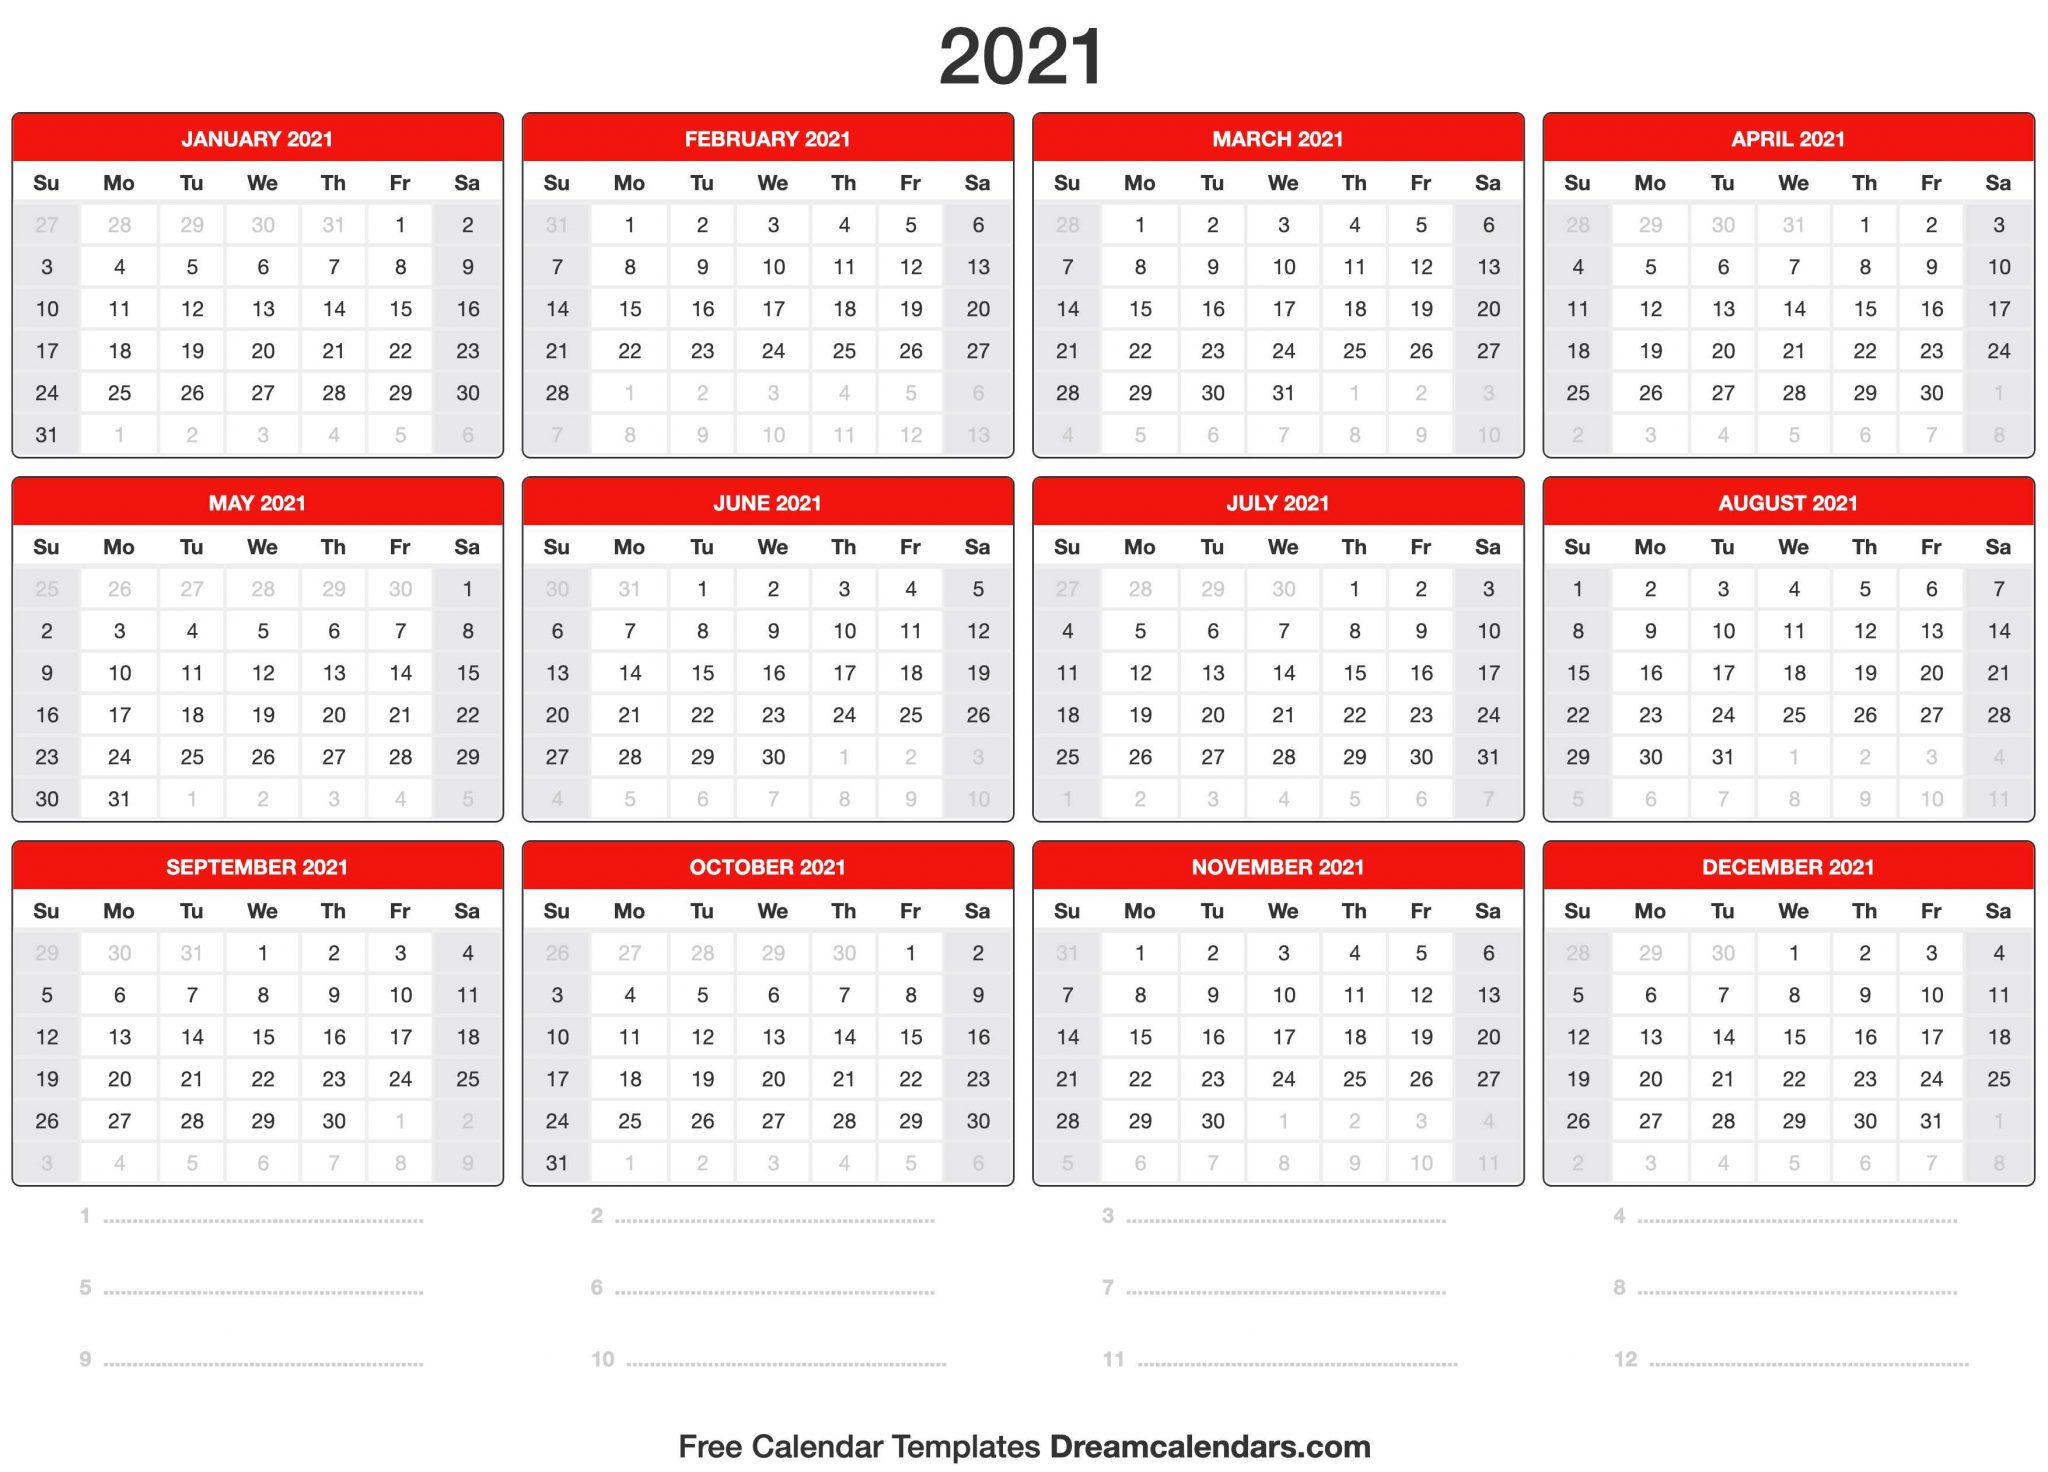 2021
JANUARY 2021
Su Mo Tu We Th Fr Sa
27 28 29 30 31 1 2
3 4 5 6 7 8 9
10 11 12 13 14 15 16
17 18 19 20 21 22 23
24 25 26 27 28 29 30
31 1 2 3 4 5 6
FEBRUARY 2021
Su Mo Tu We Th Fr Sa
31 1 2 3 4 5 6
7 8 9 10 11 12 13
14 15 16 17 18 19 20
21 22 23 24 25 26 27
28 1 2 3 4 5 6
7 8 9 10 11 12 13
MARCH 2021
Su Mo Tu We Th Fr Sa
28 1 2 3 4 5 6
7 8 9 10 11 12 13
14 15 16 17 18 19 20
21 22 23 24 25 26 27
28 29 30 31 1 2 3
4 5 6 7 8 9 10
APRIL 2021
Su Mo Tu We Th Fr Sa
28 29 30 31 1 2 3
4 5 6 7 8 9 10
11 12 13 14 15 16 17
18 19 20 21 22 23 24
25 26 27 28 29 30 1
2 3 4 5 6 7 8
MAY 2021
Su Mo Tu We Th Fr Sa
25 26 27 28 29 30 1
2 3 4 5 6 7 8
9 10 11 12 13 14 15
16 17 18 19 20 21 22
23 24 25 26 27 28 29
30 31 1 2 3 4 5
JUNE 2021
Su Mo Tu We Th Fr Sa
30 31 1 2 3 4 5
6 7 8 9 10 11 12
13 14 15 16 17 18 19
20 21 22 23 24 25 26
27 28 29 30 1 2 3
4 5 6 7 8 9 10
JULY 2021
Su Mo Tu We Th Fr Sa
27 28 29 30 1 2 3
4 5 6 7 8 9 10
11 12 13 14 15 16 17
18 19 20 21 22 23 24
25 26 27 28 29 30 31
1 2 3 4 5 6 7
AUGUST 2021
Su Mo Tu We Th Fr Sa
1 2 3 4 5 6 7
8 9 10 11 12 13 14
15 16 17 18 19 20 21
22 23 24 25 26 27 28
29 30 31 1 2 3 4
5 6 7 8 9 10 11
SEPTEMBER 2021
Su Mo Tu We Th Fr Sa
29 30 31 1 2 3 4
5 6 7 8 9 10 11
12 13 14 15 16 17 18
19 20 21 22 23 24 25
26 27 28 29 30 1 2
3 4 5 6 7 8 9
OCTOBER 2021
Su Mo Tu We Th Fr Sa
26 27 28 29 30 1 2
3 4 5 6 7 8 9
10 11 12 13 14 15 16
17 18 19 20 21 22 23
24 25 26 27 28 29 30
31 1 2 3 4 5 6
NOVEMBER 2021
Su Mo Tu We Th Fr Sa
31 1 2 3 4 5 6
7 8 9 10 11 12 13
14 15 16 17 18 19 20
21 22 23 24 25 26 27
28 29 30 1 2 3 4
5 6 7 8 9 10 11
DECEMBER 2021
Su Mo Tu We Th Fr Sa
28 29 30 1 2 3 4
5 6 7 8 9 10 11
12 13 14 15 16 17 18
19 20 21 22 23 24 25
26 27 28 29 30 31 1
2 3 4 5 6 7 8
1 2 3 4
5 6 7 8
9 10 11 12
Free Calendar Templates Dreamcalendars.com